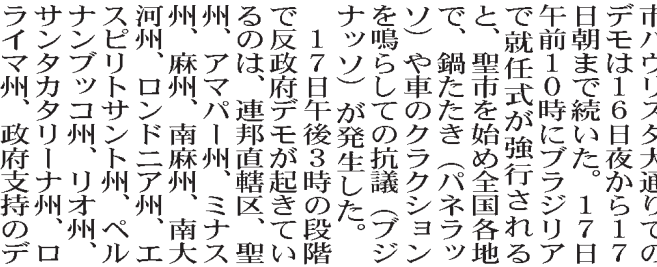 市パウリスタ大通りでの
デモは16日夜から17
日朝まで続いた。17日
午前10時にブラジリア
で就任式が強行される
と、聖市を始め全国各地
で、鍋たたき（パネラッ
ソ）や車のクラクション
を鳴らしての抗議（ブジ
ナッソ）が発生した。
　17日午後3時の段階
で反政府デモが起きてい
るのは、連邦直轄区、聖
州、アマパー州、ミナス
州、麻州、南麻州、南大
河州、ロンドニア州、エ
スピリトサント州、ペル
ナンブッコ州、リオ州、
サンタカタリーナ州、ロ
ライマ州、政府支持のデ